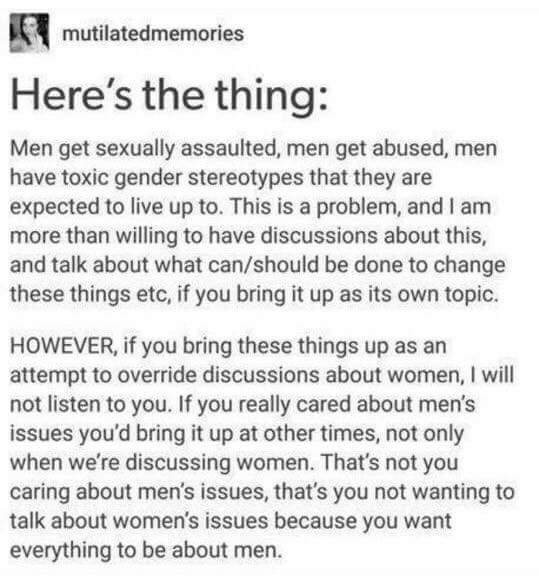 mutilatedmemories
Here's the thing:
Men get sexually assaulted, men get abused, men
have toxic gender stereotypes that they are
expected to live up to. This is a problem, and I am
more than willing to have discussions about this,
and talk about what can/should be done to change
these things etc, if you bring it up as its own topic.
HOWEVER, if you bring these things up as an
attempt to override discussions about women, I will
not listen to you. If you really cared about men's
issues you'd bring it up at other times, not only
when we're discussing women. That's not you
caring about men's issues, that's you not wanting to
talk about women's issues because you want
everything to be about men.